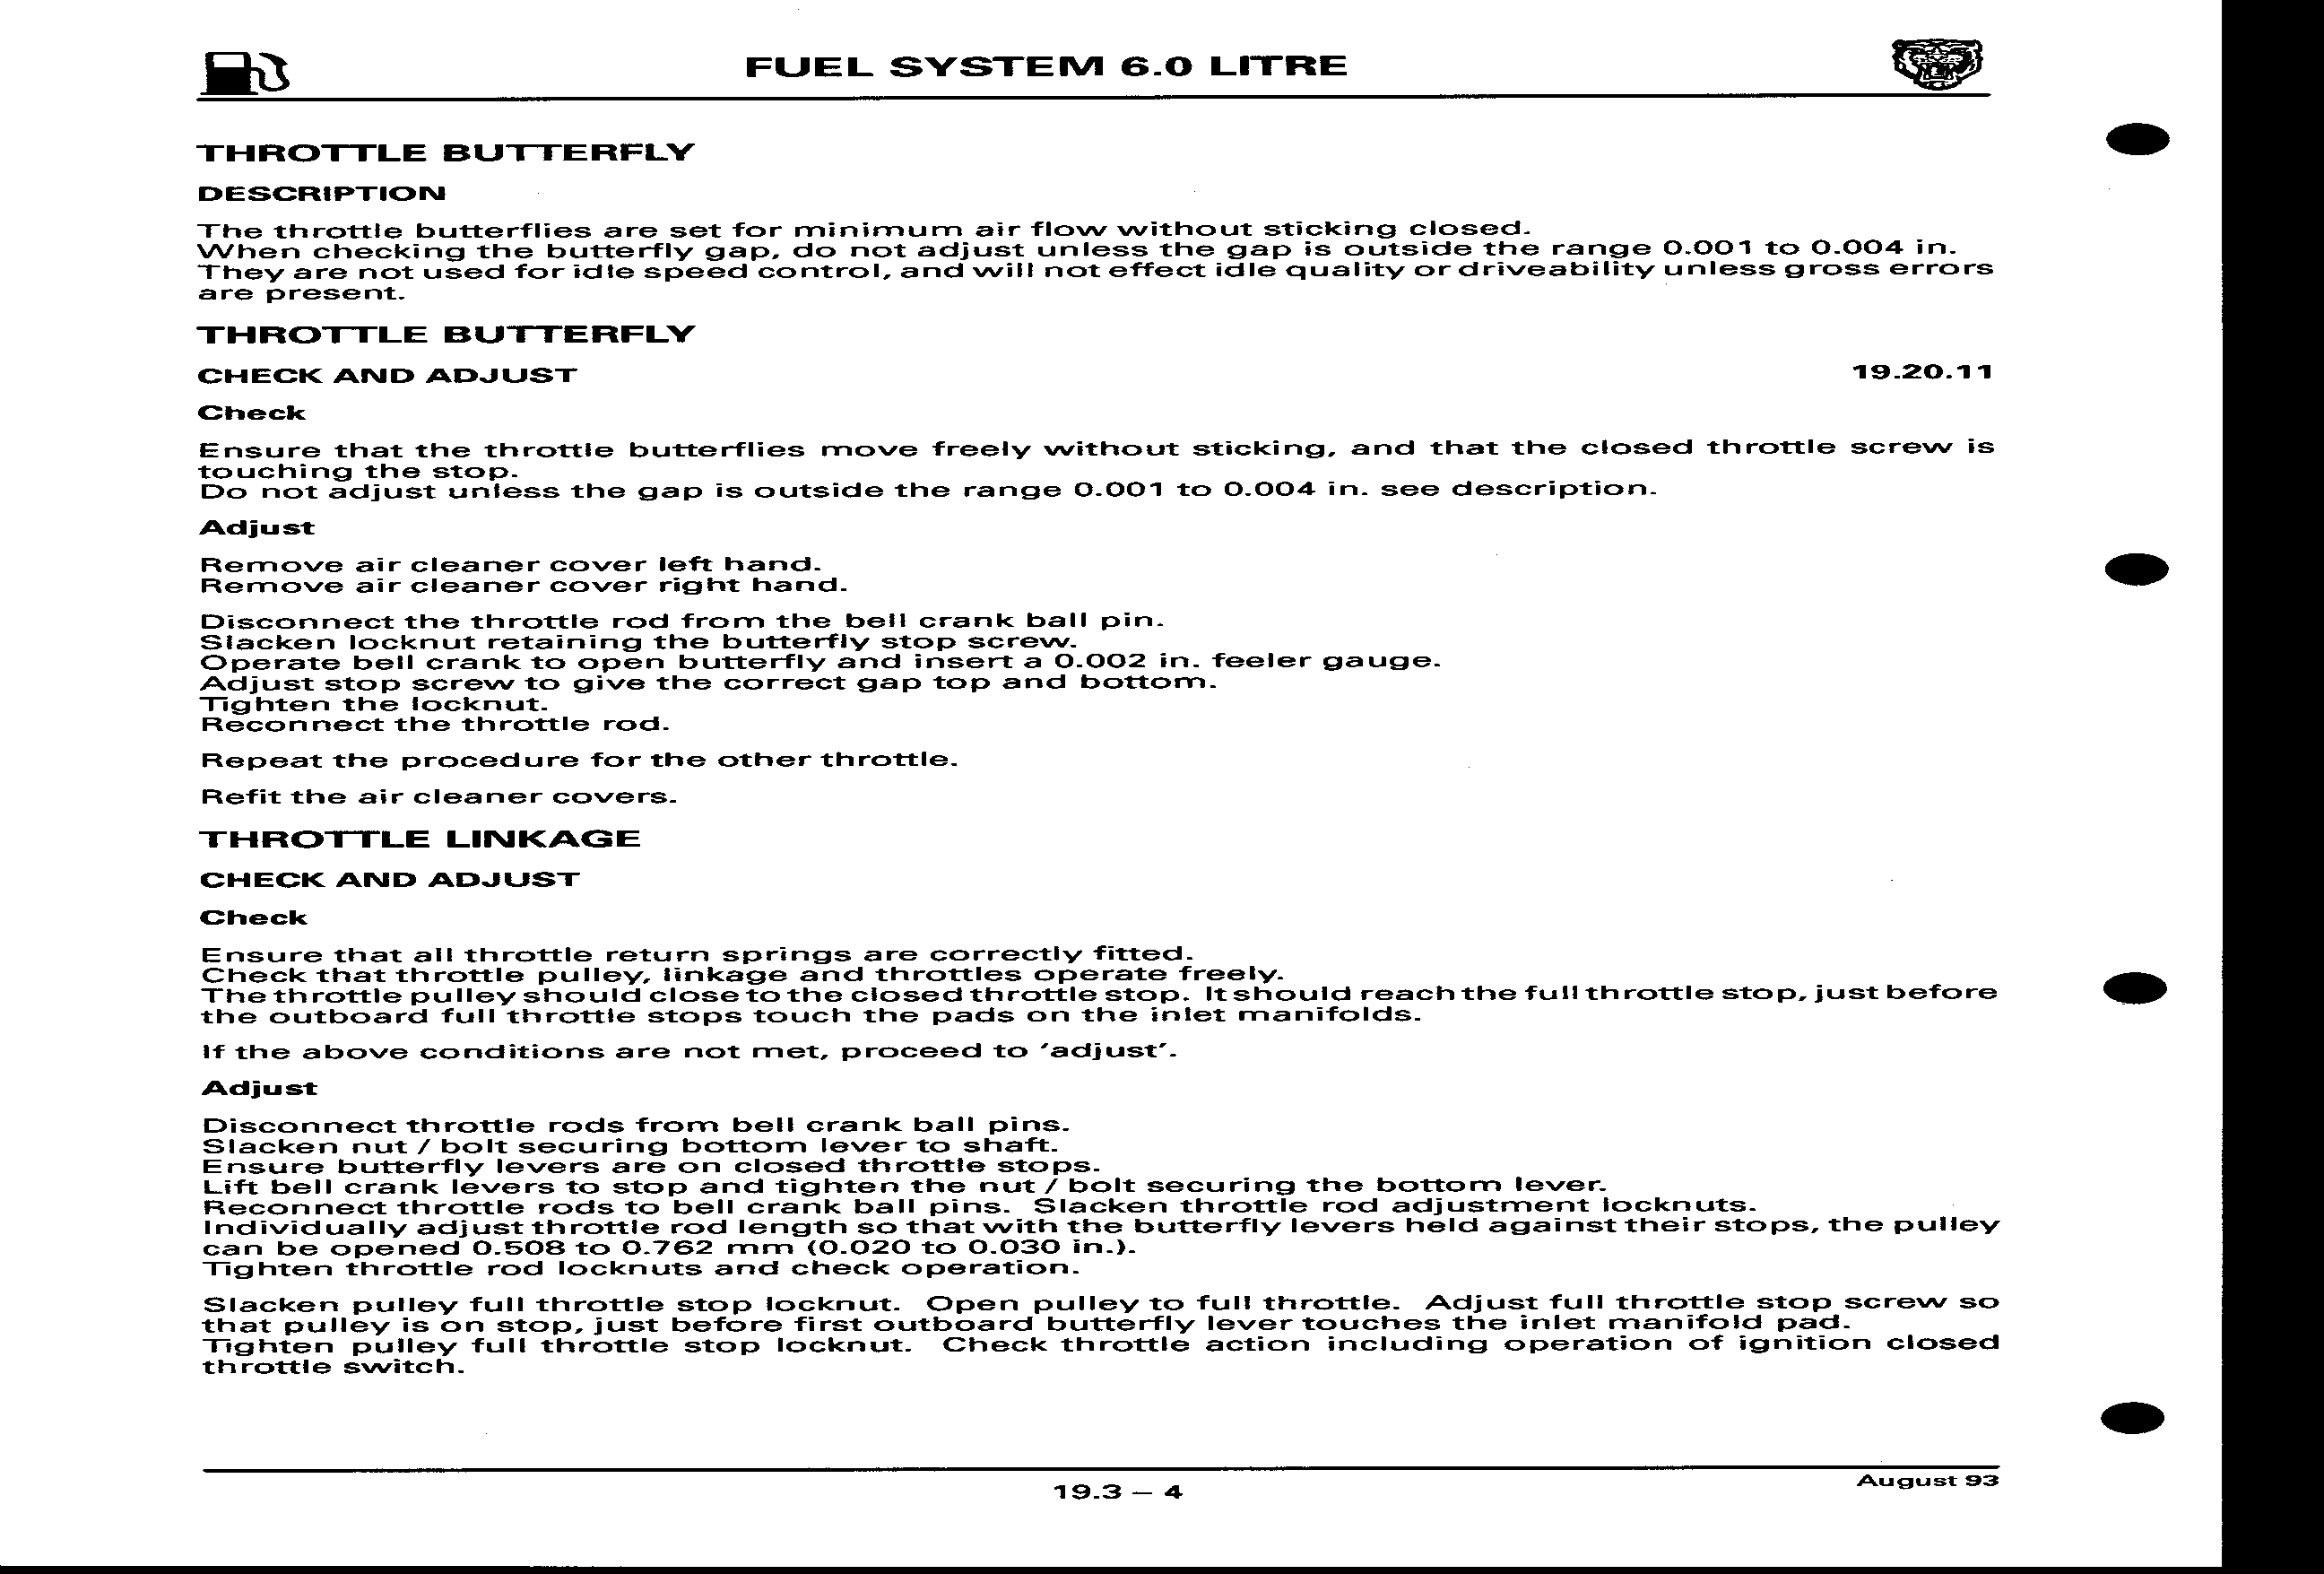 FUEL SYSTEM 6.0 LITRE
THROTTLE BUTTERFLY
DESCRIPTION
The throttle butterflies are set for minimum air flow without sticking closed.
When checking the butterfly gap, do not adjust unless the gap is outside the range 0.001 to 0.004 in.
They are not used for idle speed control, and will not effect idle quality or driveability unless gross errors
are present.
THROTTLE BUTTERFLY
CHECK AND ADJUST 19.20.11
Check
Ensure that the throttle butterflies move freely without sticking, and that the closed throttle screw is
touching the stop.
Do not adjust unless the gap is outside the range 0.001 to 0.004 in. see description.
Adjust
Remove air cleaner cover left hand.
Remove air cleaner cover right hand.
Disconnect the throttle rod from the bell crank ball pin.
Slacken locknut retaining the butterfly stop screw.
Operate bell crank to open butterfly and insert a 0.002 in. feeler gauge.
Adjust stop screw to give the correct gap top and bottom.
Tighten the locknut.
Reconnect the throttle rod.
Repeat the procedure for the other throttle.
Refit the air cleaner covers.
THROTTLE LINKAGE
CHECK AND ADJUST
Check
Ensure that all throttle return springs are correctly fitted.
Check that throttle pulley, linkage and throttles operate freely.
The throttle pulley should close to the closed throttle stop. It should reach the full throttle stop, just before
the outboard full throttle stops touch the pads on the inlet manifolds.
If the above conditions are not met, proceed to ‘adjust’.
Adjust
Disconnect throttle rods from bell crank ball pins.
Slacken nut / bolt securing bottom lever to shaft.
Ensure butterfly levers are on closed throttle stops.
Lift bell crank levers to stop and tighten the nut / bolt securing the bottom lever.
Reconnect throttle rods to bell crank ball pins. Slacken throttle rod adjustment locknuts.
Individually adjust throttle rod length so that with the butterfly levers held against their stops, the pulley
can be opened 0.508 to 0.762 mm (0.020 to 0.030 in.).
Tighten throttle rod locknuts and check operation.
Slacken pulley full throttle stop locknut. Open pulley to full throttle. Adjust full throttle stop screw so
that pulley is on stop, just before first outboard butterfly lever touches the inlet manifold pad.
Tighten pulley full throttle stop locknut. Check throttle action including operation of ignition closed
throttle switch.
19.3 – 4
August 93